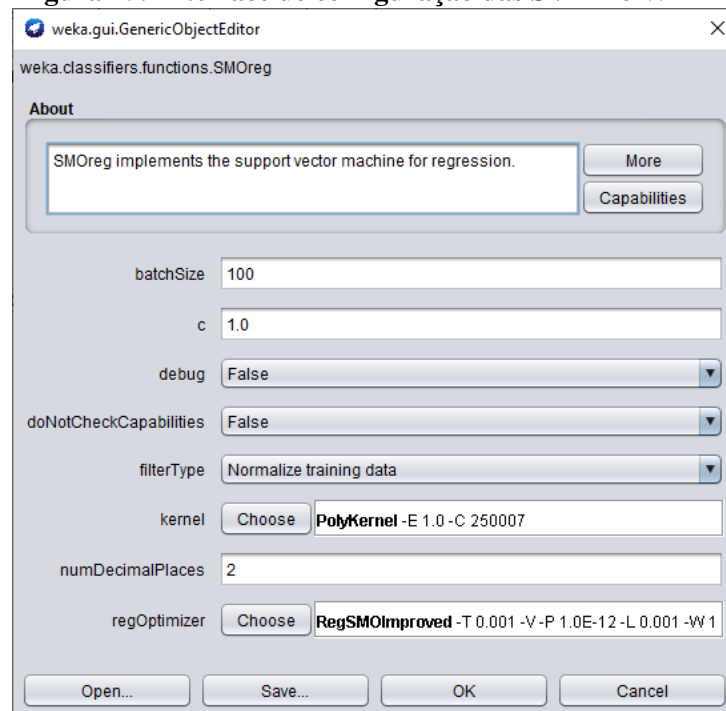 weka.gui.GenericObjectEditor
weka.classifiers.functions.SMOreg
About
SMOreg implements the support vector machine for regression.
More
Capabilities
batchSize 100
c 1.0
debug False
doNotCheckCapabilities False
filterType Normalize training data
kernel Choose PolyKernel -E 1.0 -C 250007
numDecimalPlaces 2
regOptimizer Choose RegSMOImproved -T 0.001 -V -P 1.0E-12 -L 0.001 -W 1
Open... Save... OK Cancel